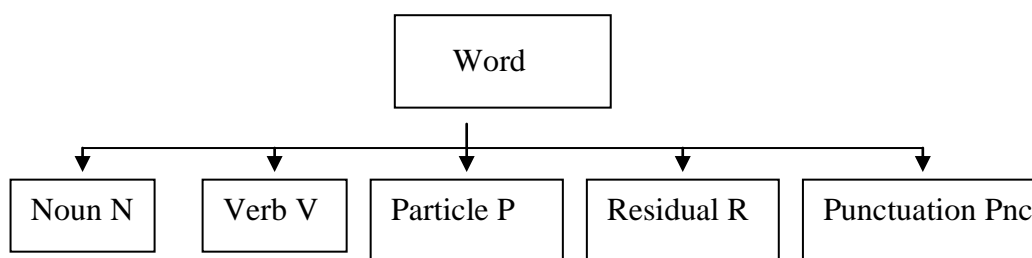 Word
Noun N
Verb V
Particle P
Residual R
Punctuation Pnc